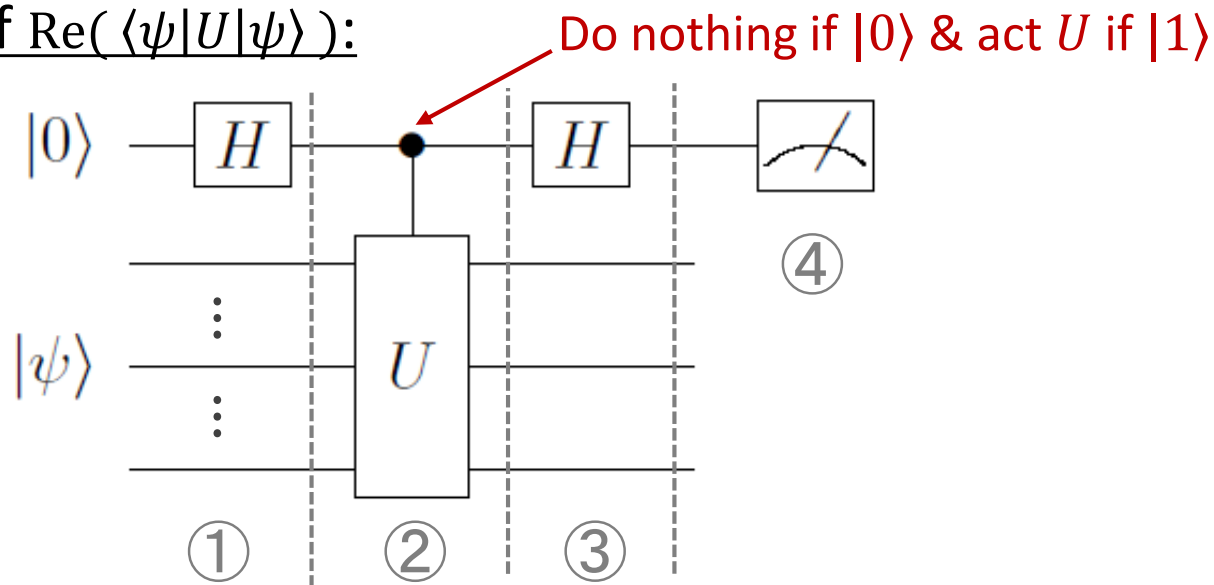 f Re( ⟨ψ|U|ψ⟩ ):
Do nothing if |0⟩ & act U if |1⟩
|0⟩ H H
④
|ψ⟩ U
① ② ③